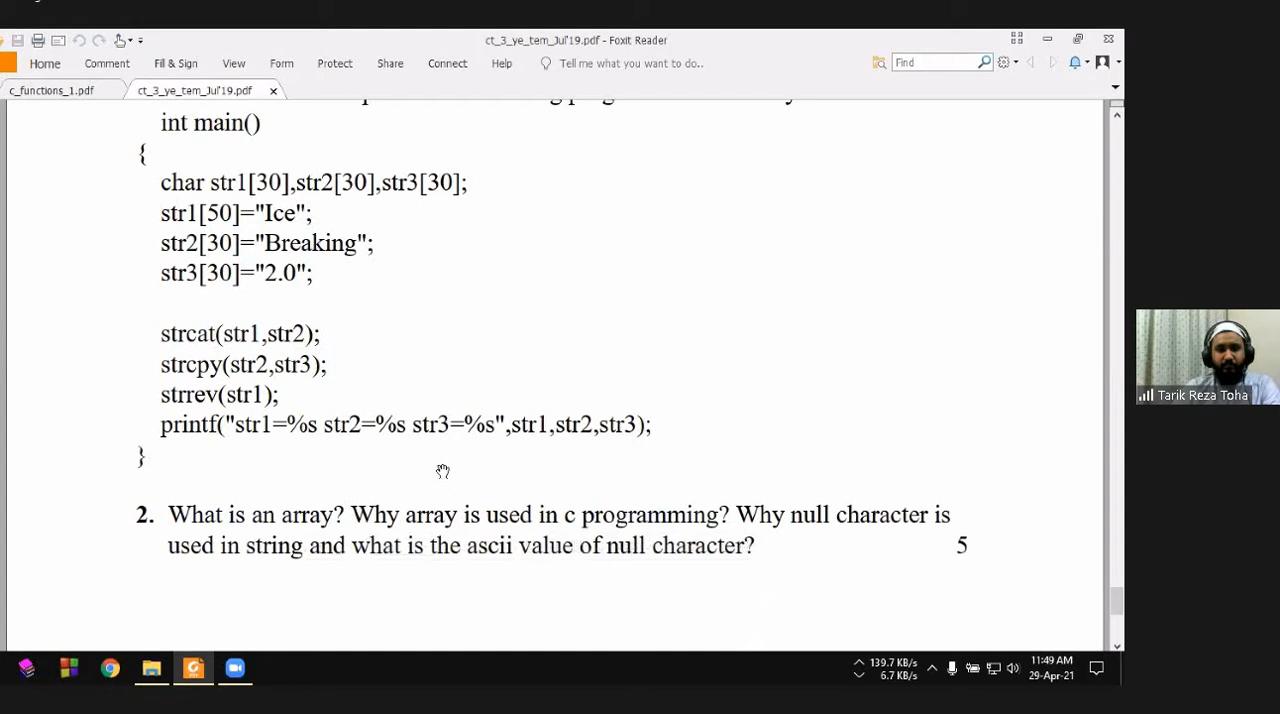 ct_3_ye_tem_Jul'19.pdf - Foxit Reader
Home Comment Fill & Sign View Form Protect Share Connect Help Tell me what you want to do.. Find
c_functions_1.pdf ct_3_ye_tem_Jul'19.pdf
int main()
{
char str1[30],str2[30],str3[30];
str1[50]="Ice";
str2[30]="Breaking";
str3[30]="2.0";
strcat(str1,str2);
strcpy(str2,str3);
strrev(str1);
printf("str1=%s str2=%s str3=%s",str1,str2,str3);
}
2. What is an array? Why array is used in c programming? Why null character is
used in string and what is the ascii value of null character? 5
Tarik Reza Toha
139.7 KB/s
6.7 KB/s
11:49 AM
29-Apr-21